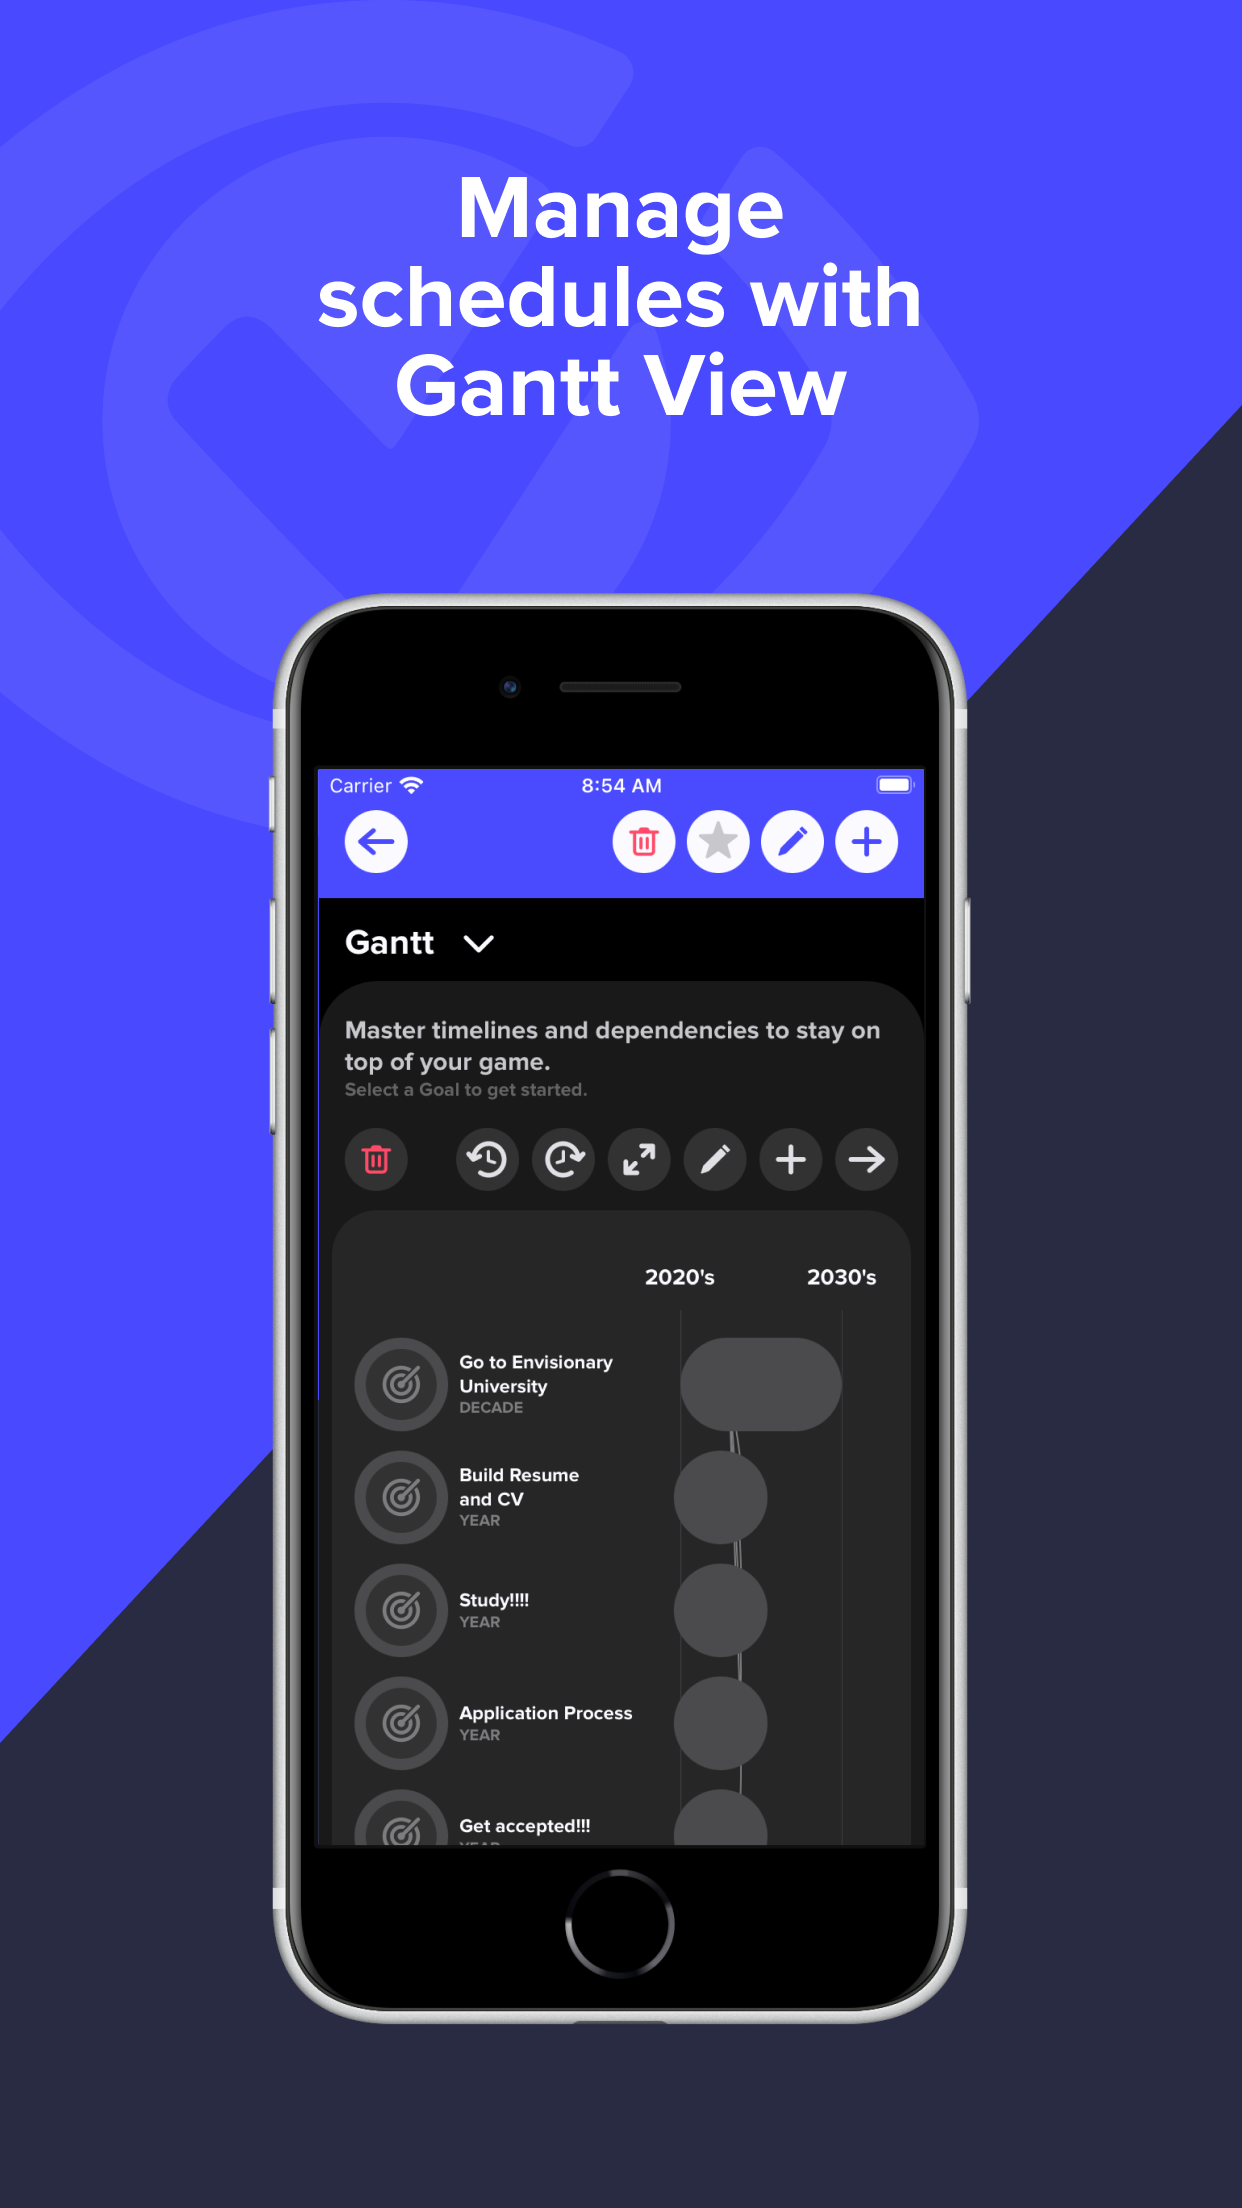 Manage
schedules with
Gantt View
Carrier
8:54 AM
Gantt
Master timelines and dependencies to stay on
top of your game.
Select a Goal to get started.
2020's
2030's
Go to Envisionary
University
DECADE
Build Resume
and CV
YEAR
Study!!!!
YEAR
Application Process
YEAR
Get accepted!!!
YEAR